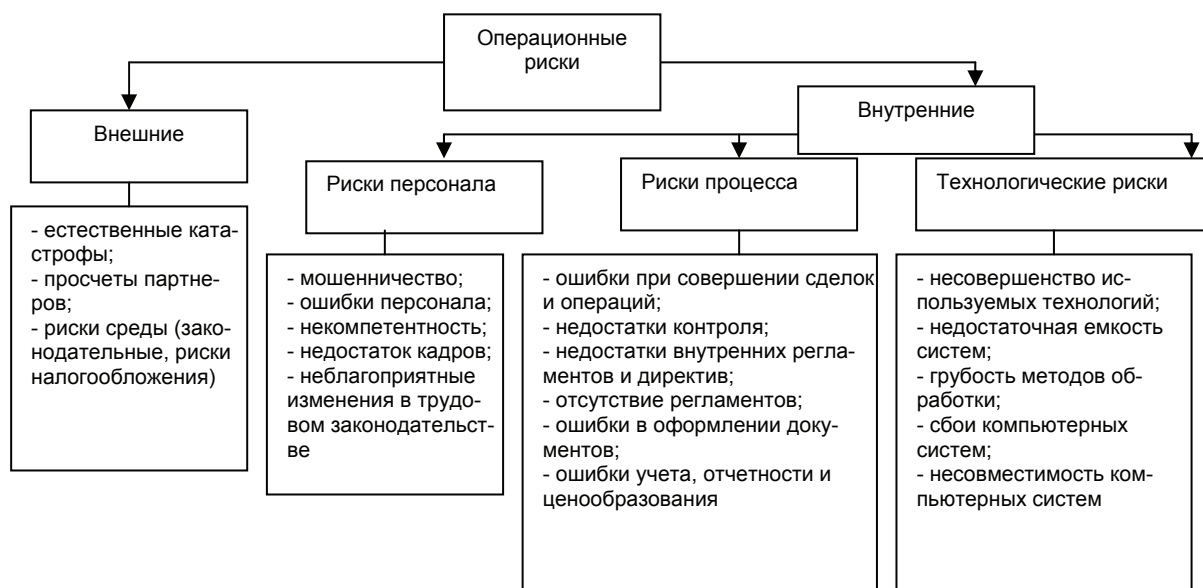 Операционные
риски
Внешние
Внутренние
Риски персонала
Риски процесса
Технологические риски
- естественные ката-
строфы;
- просчеты партне-
ров;
- риски среды (зако-
нодательные, риски
налогообложения)
- мошенничество;
- ошибки персонала;
- некомпетентность;
- недостаток кадров;
- неблагоприятные
изменения в трудо-
вом законодательст-
ве
- ошибки при совершении сделок
и операций;
- недостатки контроля;
- недостатки внутренних регла-
ментов и директив;
- отсутствие регламентов;
- ошибки в оформлении доку-
ментов;
- ошибки учета, отчетности и
ценообразования
- несовершенство ис-
пользуемых технологий;
- недостаточная емкость
систем;
- грубость методов об-
работки;
- сбои компьютерных
систем;
- несовместимость ком-
пьютерных систем